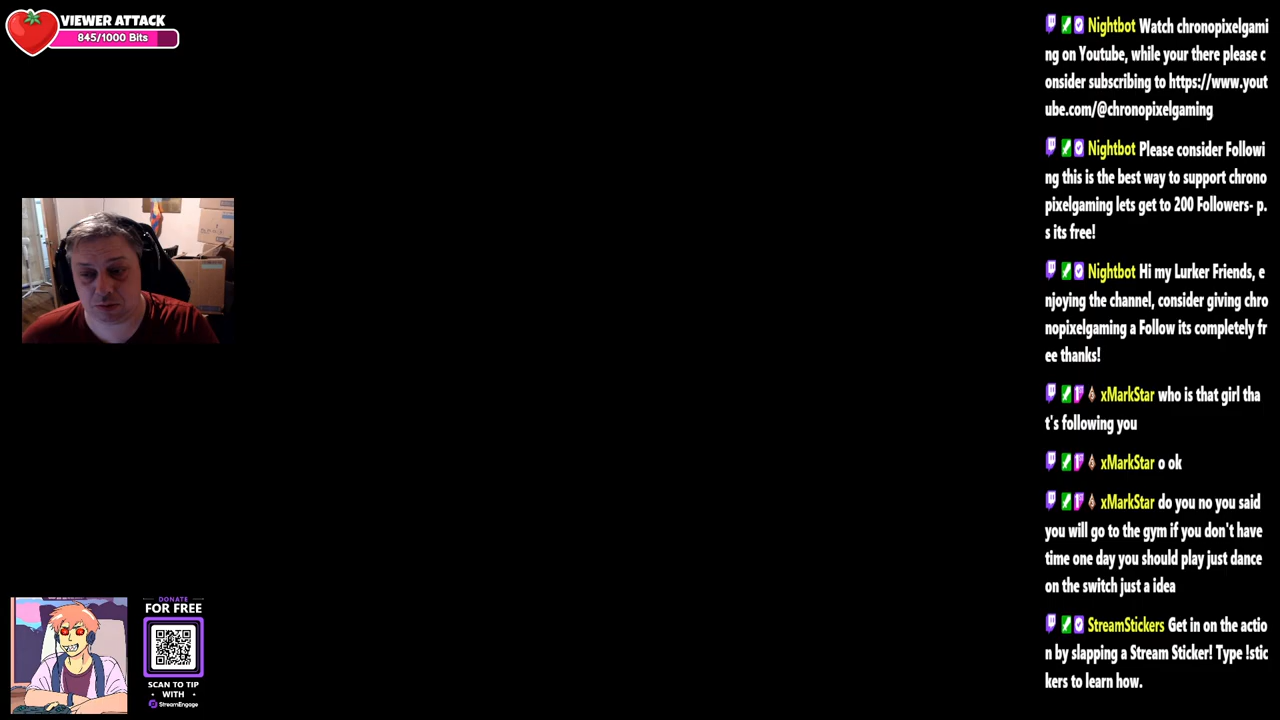 VIEWER ATTACK
845/1000 Bits
Nightbot Watch chronopixelgami
ng on Youtube, while your there please c
onsider subscribing to https://www.yout
ube.com/@chronopixelgaming
Nightbot Please consider Followi
ng this is the best way to support chrono
pixelgaming lets get to 200 Followers- p.
s its free!
Nightbot Hi my Lurker Friends, e
njoying the channel, consider giving chro
nopixelgaming a Follow its completely fr
ee thanks!
xMarkStar who is that girl tha
t's following you
xMarkStar o ok
xMarkStar do you no you said
you will go to the gym if you don't have
time one day you should play just dance
on the switch just a idea
StreamStickers Get in on the actio
n by slapping a Stream Sticker! Type !stic
kers to learn how.
DONATE
FOR FREE
SCAN TO TIP
• WITH •
StreamEngage